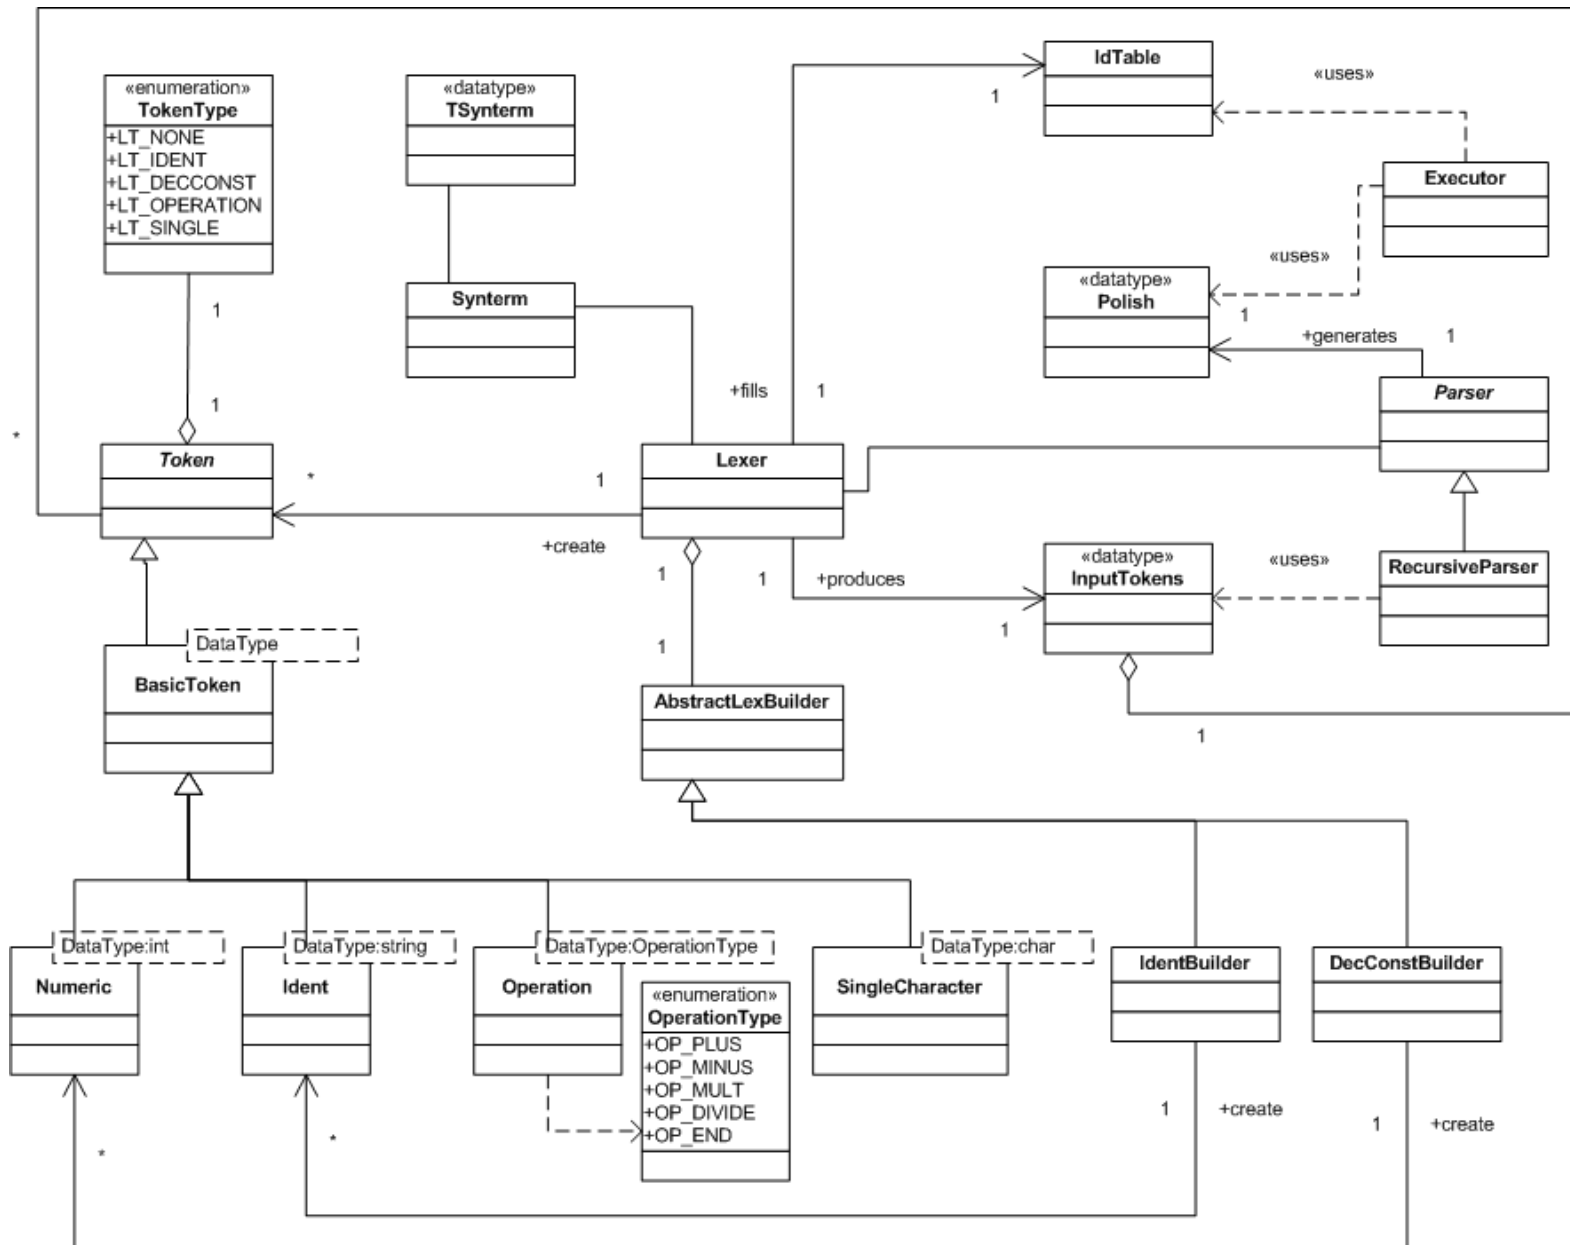 IdTable
«uses»
1
«enumeration»
TokenType
+LT_NONE
+LT_IDENT
+LT_DECCONST
+LT_OPERATION
+LT_SINGLE
«datatype»
TSynterm
Executor
«uses»
«datatype»
Polish
1
Synterm
1
+generates
1
+fills
1
1
Parser
*
Token
Lexer
*
1
+create
1
1
+produces
1
«datatype»
InputTokens
«uses»
RecursiveParser
DataType
BasicToken
1
AbstractLexBuilder
1
DataType:int
Numeric
DataType:string
Ident
DataType:OperationType
Operation
«enumeration»
OperationType
+OP_PLUS
+OP_MINUS
+OP_MULT
+OP_DIVIDE
+OP_END
DataType:char
SingleCharacter
IdentBuilder
DecConstBuilder
*
*
1
+create
1
+create